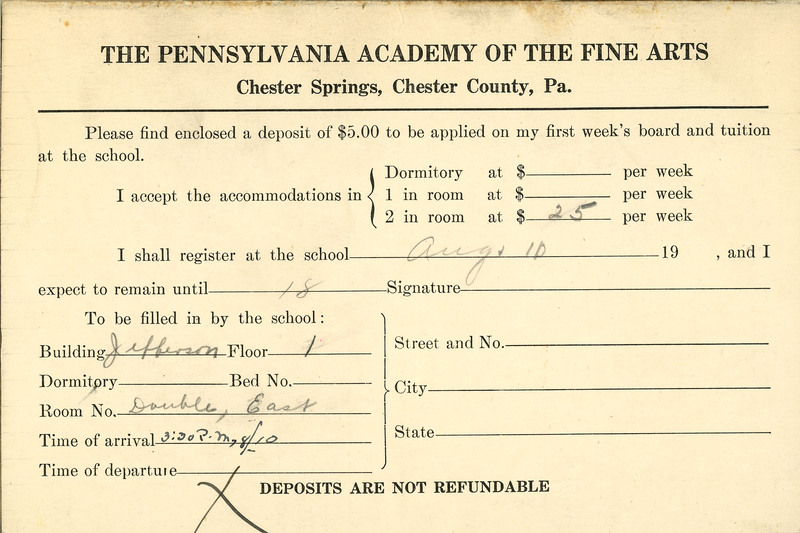 THE PENNSYLVANIA ACADEMY OF THE FINE ARTS
Chester Springs, Chester County, Pa.
Please find enclosed a deposit of $5.00 to be applied on my first week's board and tuition
at the school.
I accept the accommodations in
Dormitory at $ per week
1 in room at $ per week
2 in room at $ 25 per week
I shall register at the school Aug. 10 19 , and I
expect to remain until 18 Signature
To be filled in by the school:
Building Jefferson Floor 1
Dormitory Bed No.
Room No. Double, East
Time of arrival 3:30 P.M., 8/10
Time of departure
Street and No.
City
State
DEPOSITS ARE NOT REFUNDABLE